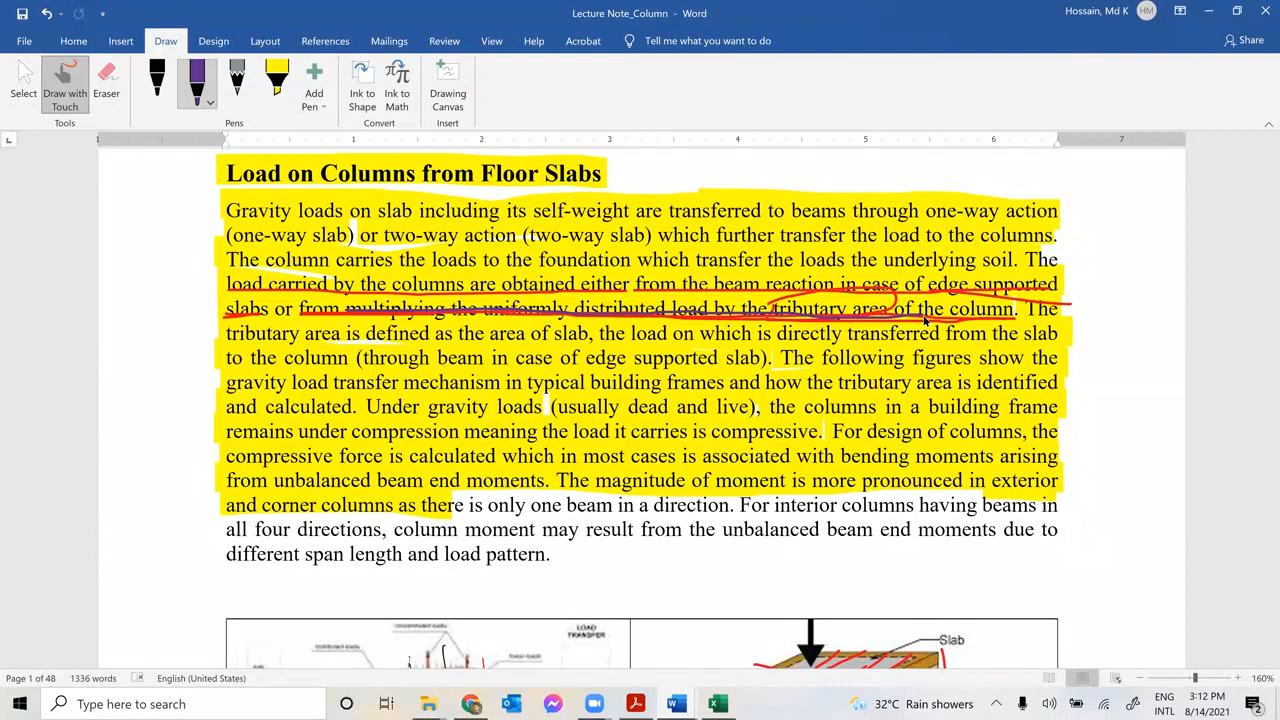 Lecture_Note_Column - Word
Hossain, Md K HM
File Home Insert Draw Design Layout References Mailings Review View Help Acrobat Tell me what you want to do Share
Select Draw with Touch Eraser Add Pen Ink to Shape Ink to Math Drawing Canvas
Tools Pens Convert Insert
1 1 2 3 4 5 6 7
Load on Columns from Floor Slabs
Gravity loads on slab including its self-weight are transferred to beams through one-way action
(one-way slab) or two-way action (two-way slab) which further transfer the load to the columns.
The column carries the loads to the foundation which transfer the loads the underlying soil. The
load carried by the columns are obtained either from the beam reaction in case of edge supported
slabs or from multiplying the uniformly distributed load by the tributary area of the column. The
tributary area is defined as the area of slab, the load on which is directly transferred from the slab
to the column (through beam in case of edge supported slab). The following figures show the
gravity load transfer mechanism in typical building frames and how the tributary area is identified
and calculated. Under gravity loads (usually dead and live), the columns in a building frame
remains under compression meaning the load it carries is compressive. For design of columns, the
compressive force is calculated which in most cases is associated with bending moments arising
from unbalanced beam end moments. The magnitude of moment is more pronounced in exterior
and corner columns as there is only one beam in a direction. For interior columns having beams in
all four directions, column moment may result from the unbalanced beam end moments due to
different span length and load pattern.
LOAD
TRANSFER
Slab
Page 1 of 48 1336 words English (United States) 160%
Type here to search
32°C Rain showers
ENG
INTL
3:12 PM
8/14/2021
2